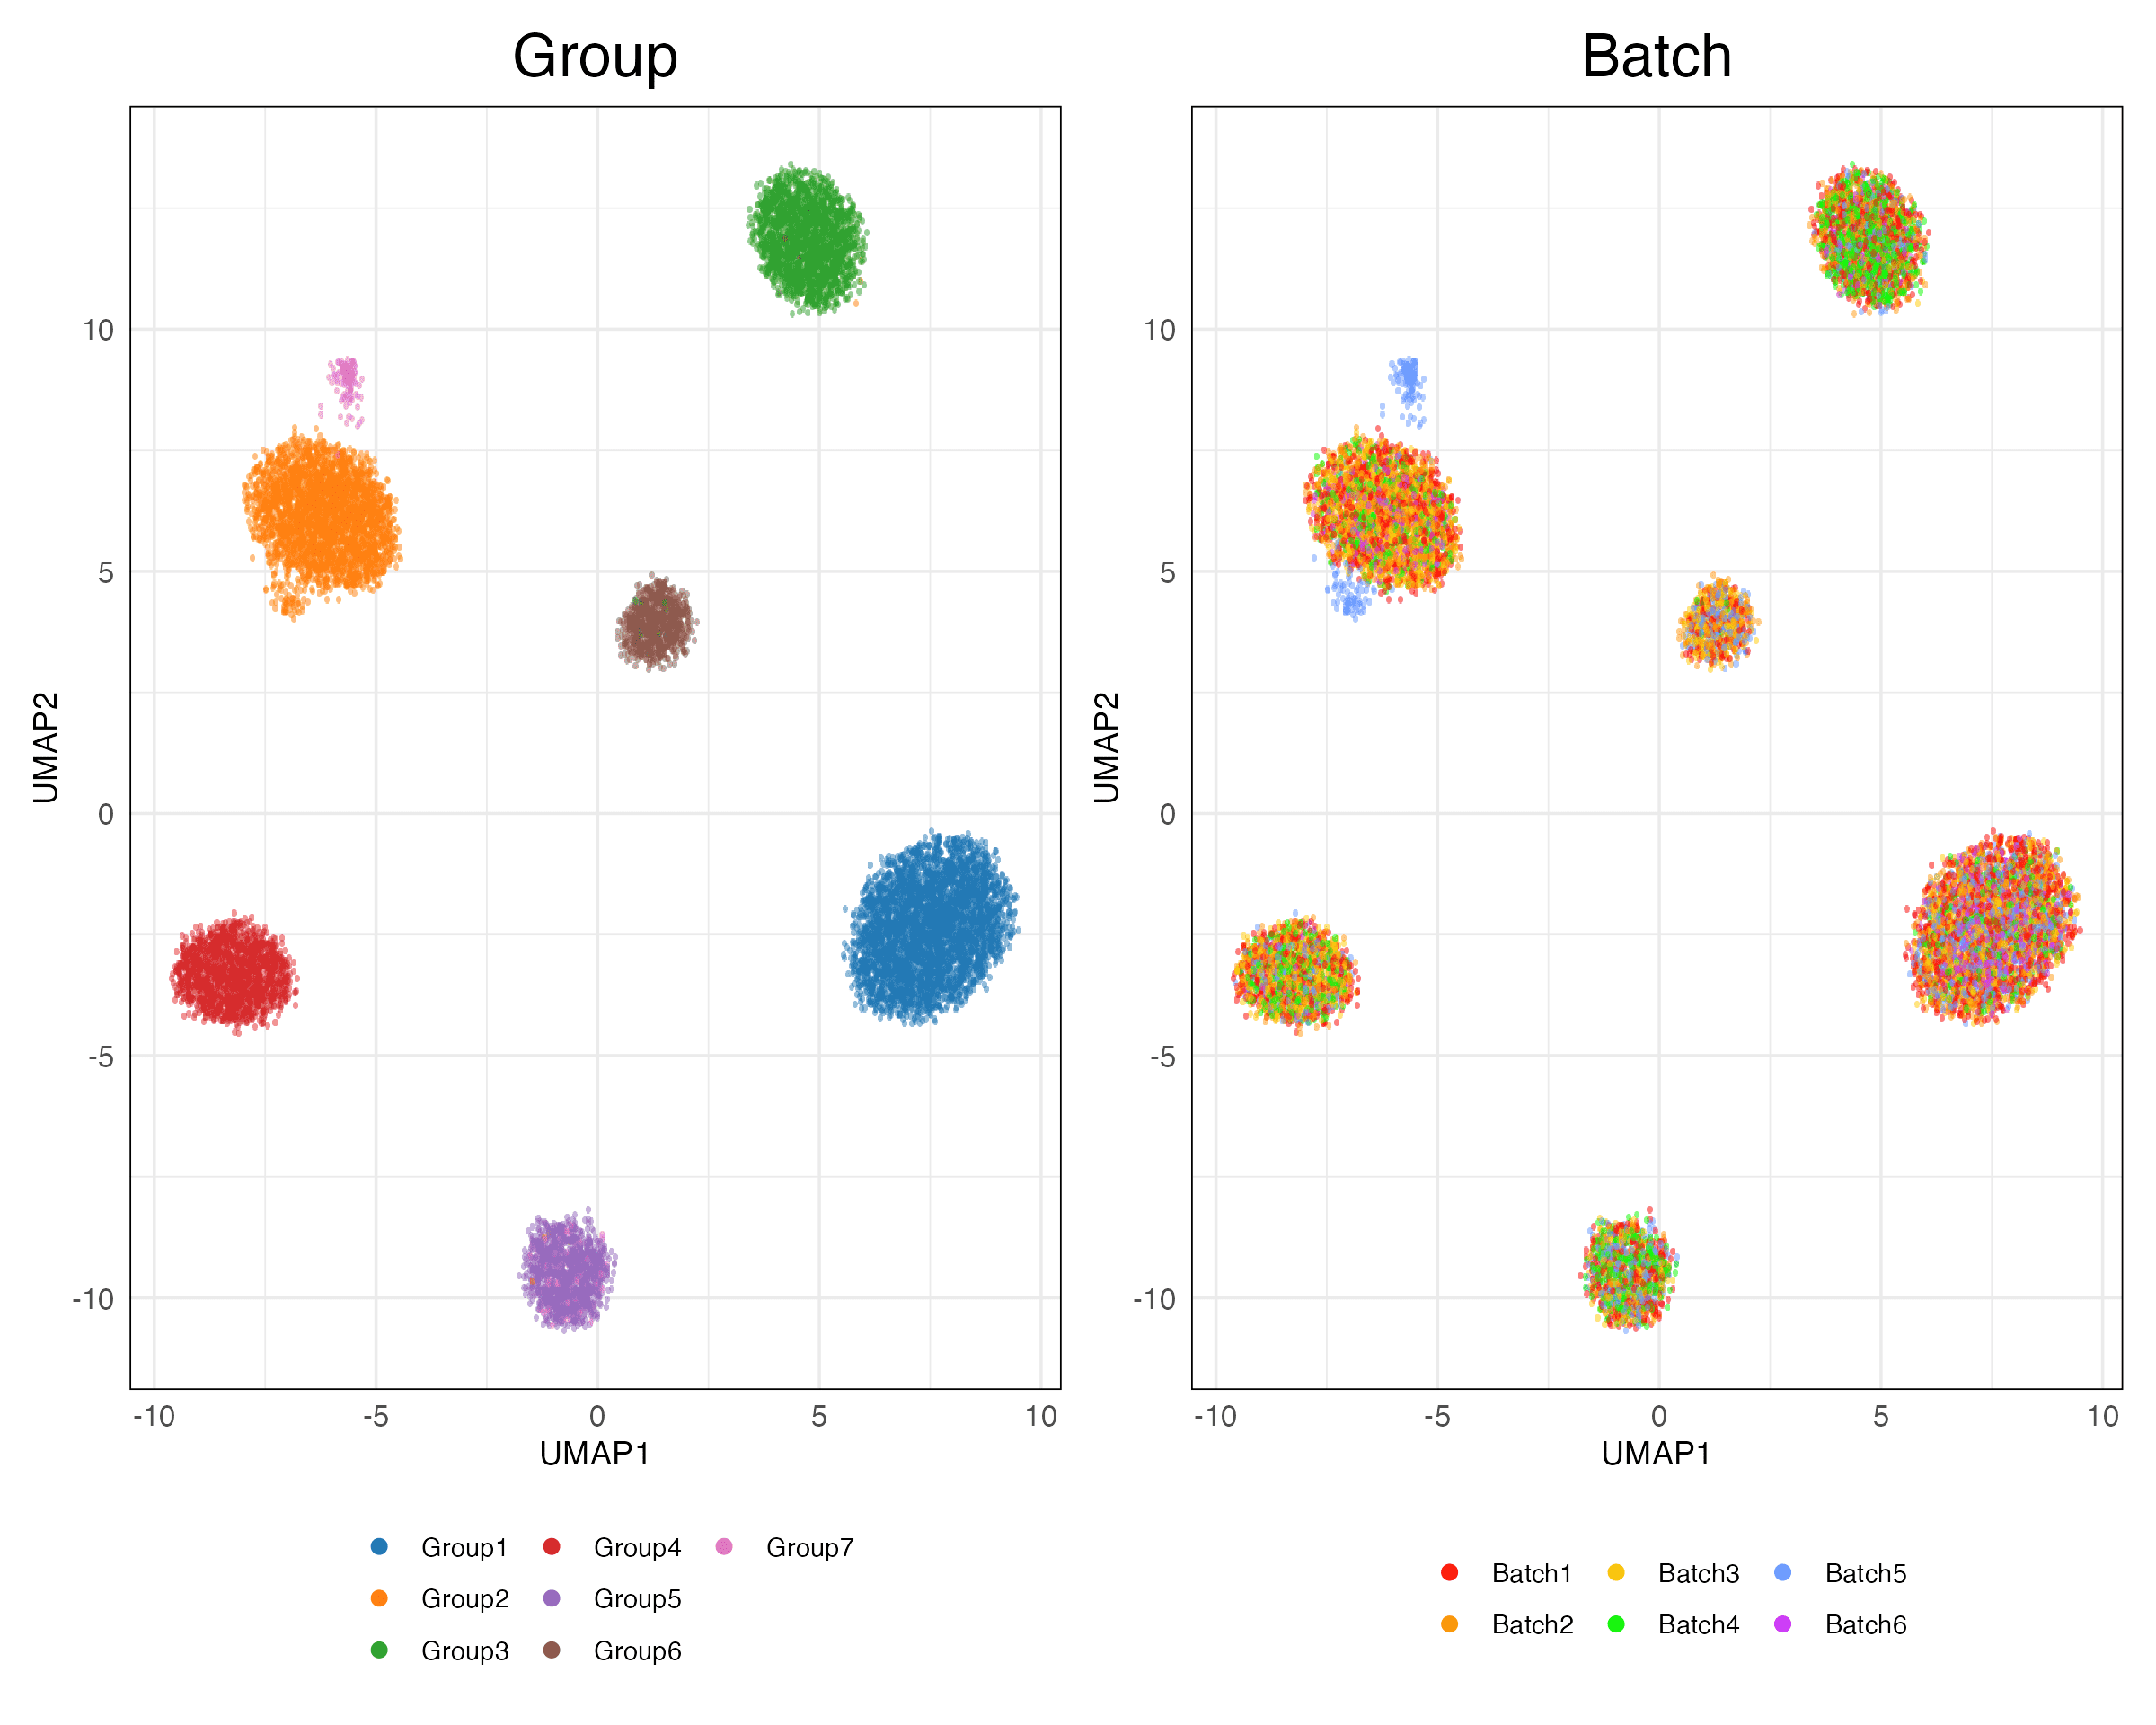 Group
Batch
10
5
0
-5
-10
UMAP2
-10 -5 0 5 10
UMAP1
10
5
0
-5
-10
UMAP2
-10 -5 0 5 10
UMAP1
Group1 Group4 Group7
Group2 Group5
Group3 Group6
Batch1 Batch3 Batch5
Batch2 Batch4 Batch6